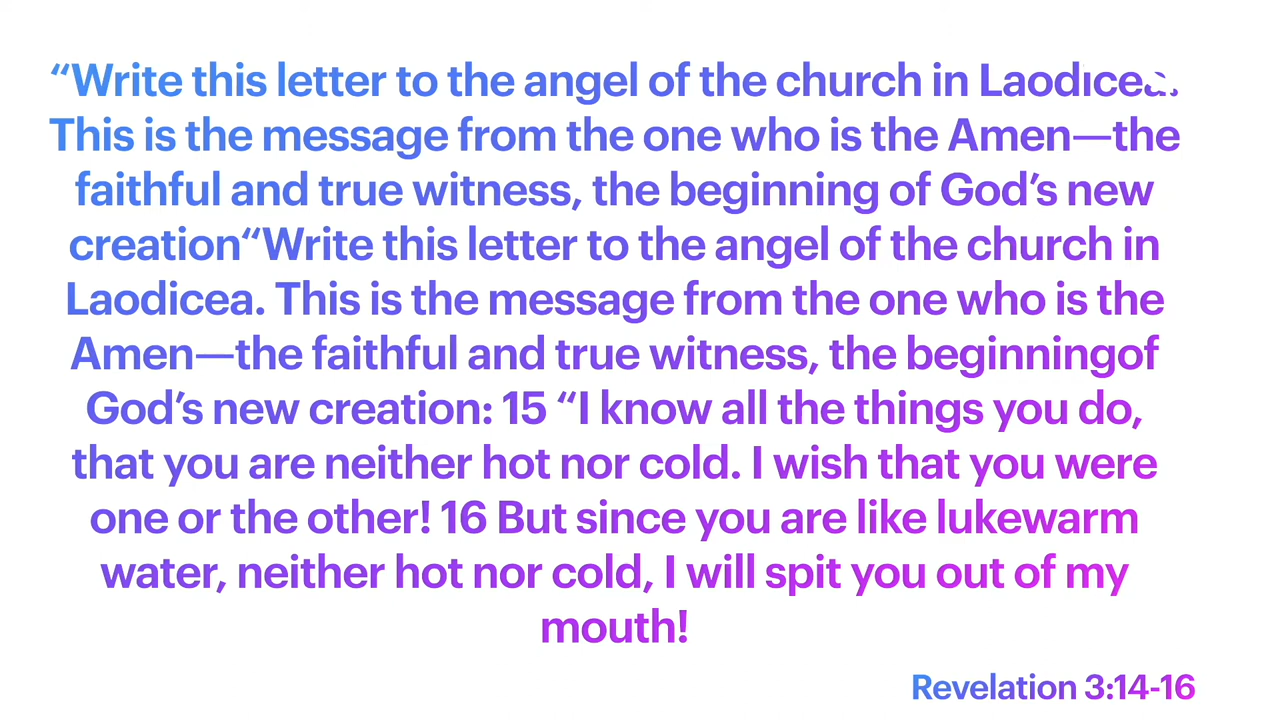 “Write this letter to the angel of the church in Laodicea.
This is the message from the one who is the Amen—the
faithful and true witness, the beginning of God’s new
creation“Write this letter to the angel of the church in
Laodicea. This is the message from the one who is the
Amen—the faithful and true witness, the beginningof
God’s new creation: 15 “I know all the things you do,
that you are neither hot nor cold. I wish that you were
one or the other! 16 But since you are like lukewarm
water, neither hot nor cold, I will spit you out of my
mouth!
Revelation 3:14-16